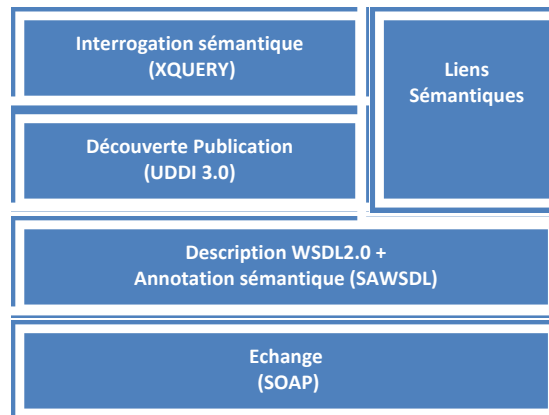 Interrogation sémantique
(XQUERY)
Liens
Sémantiques
Découverte Publication
(UDDI 3.0)
Description WSDL2.0 +
Annotation sémantique (SAWSDL)
Echange
(SOAP)